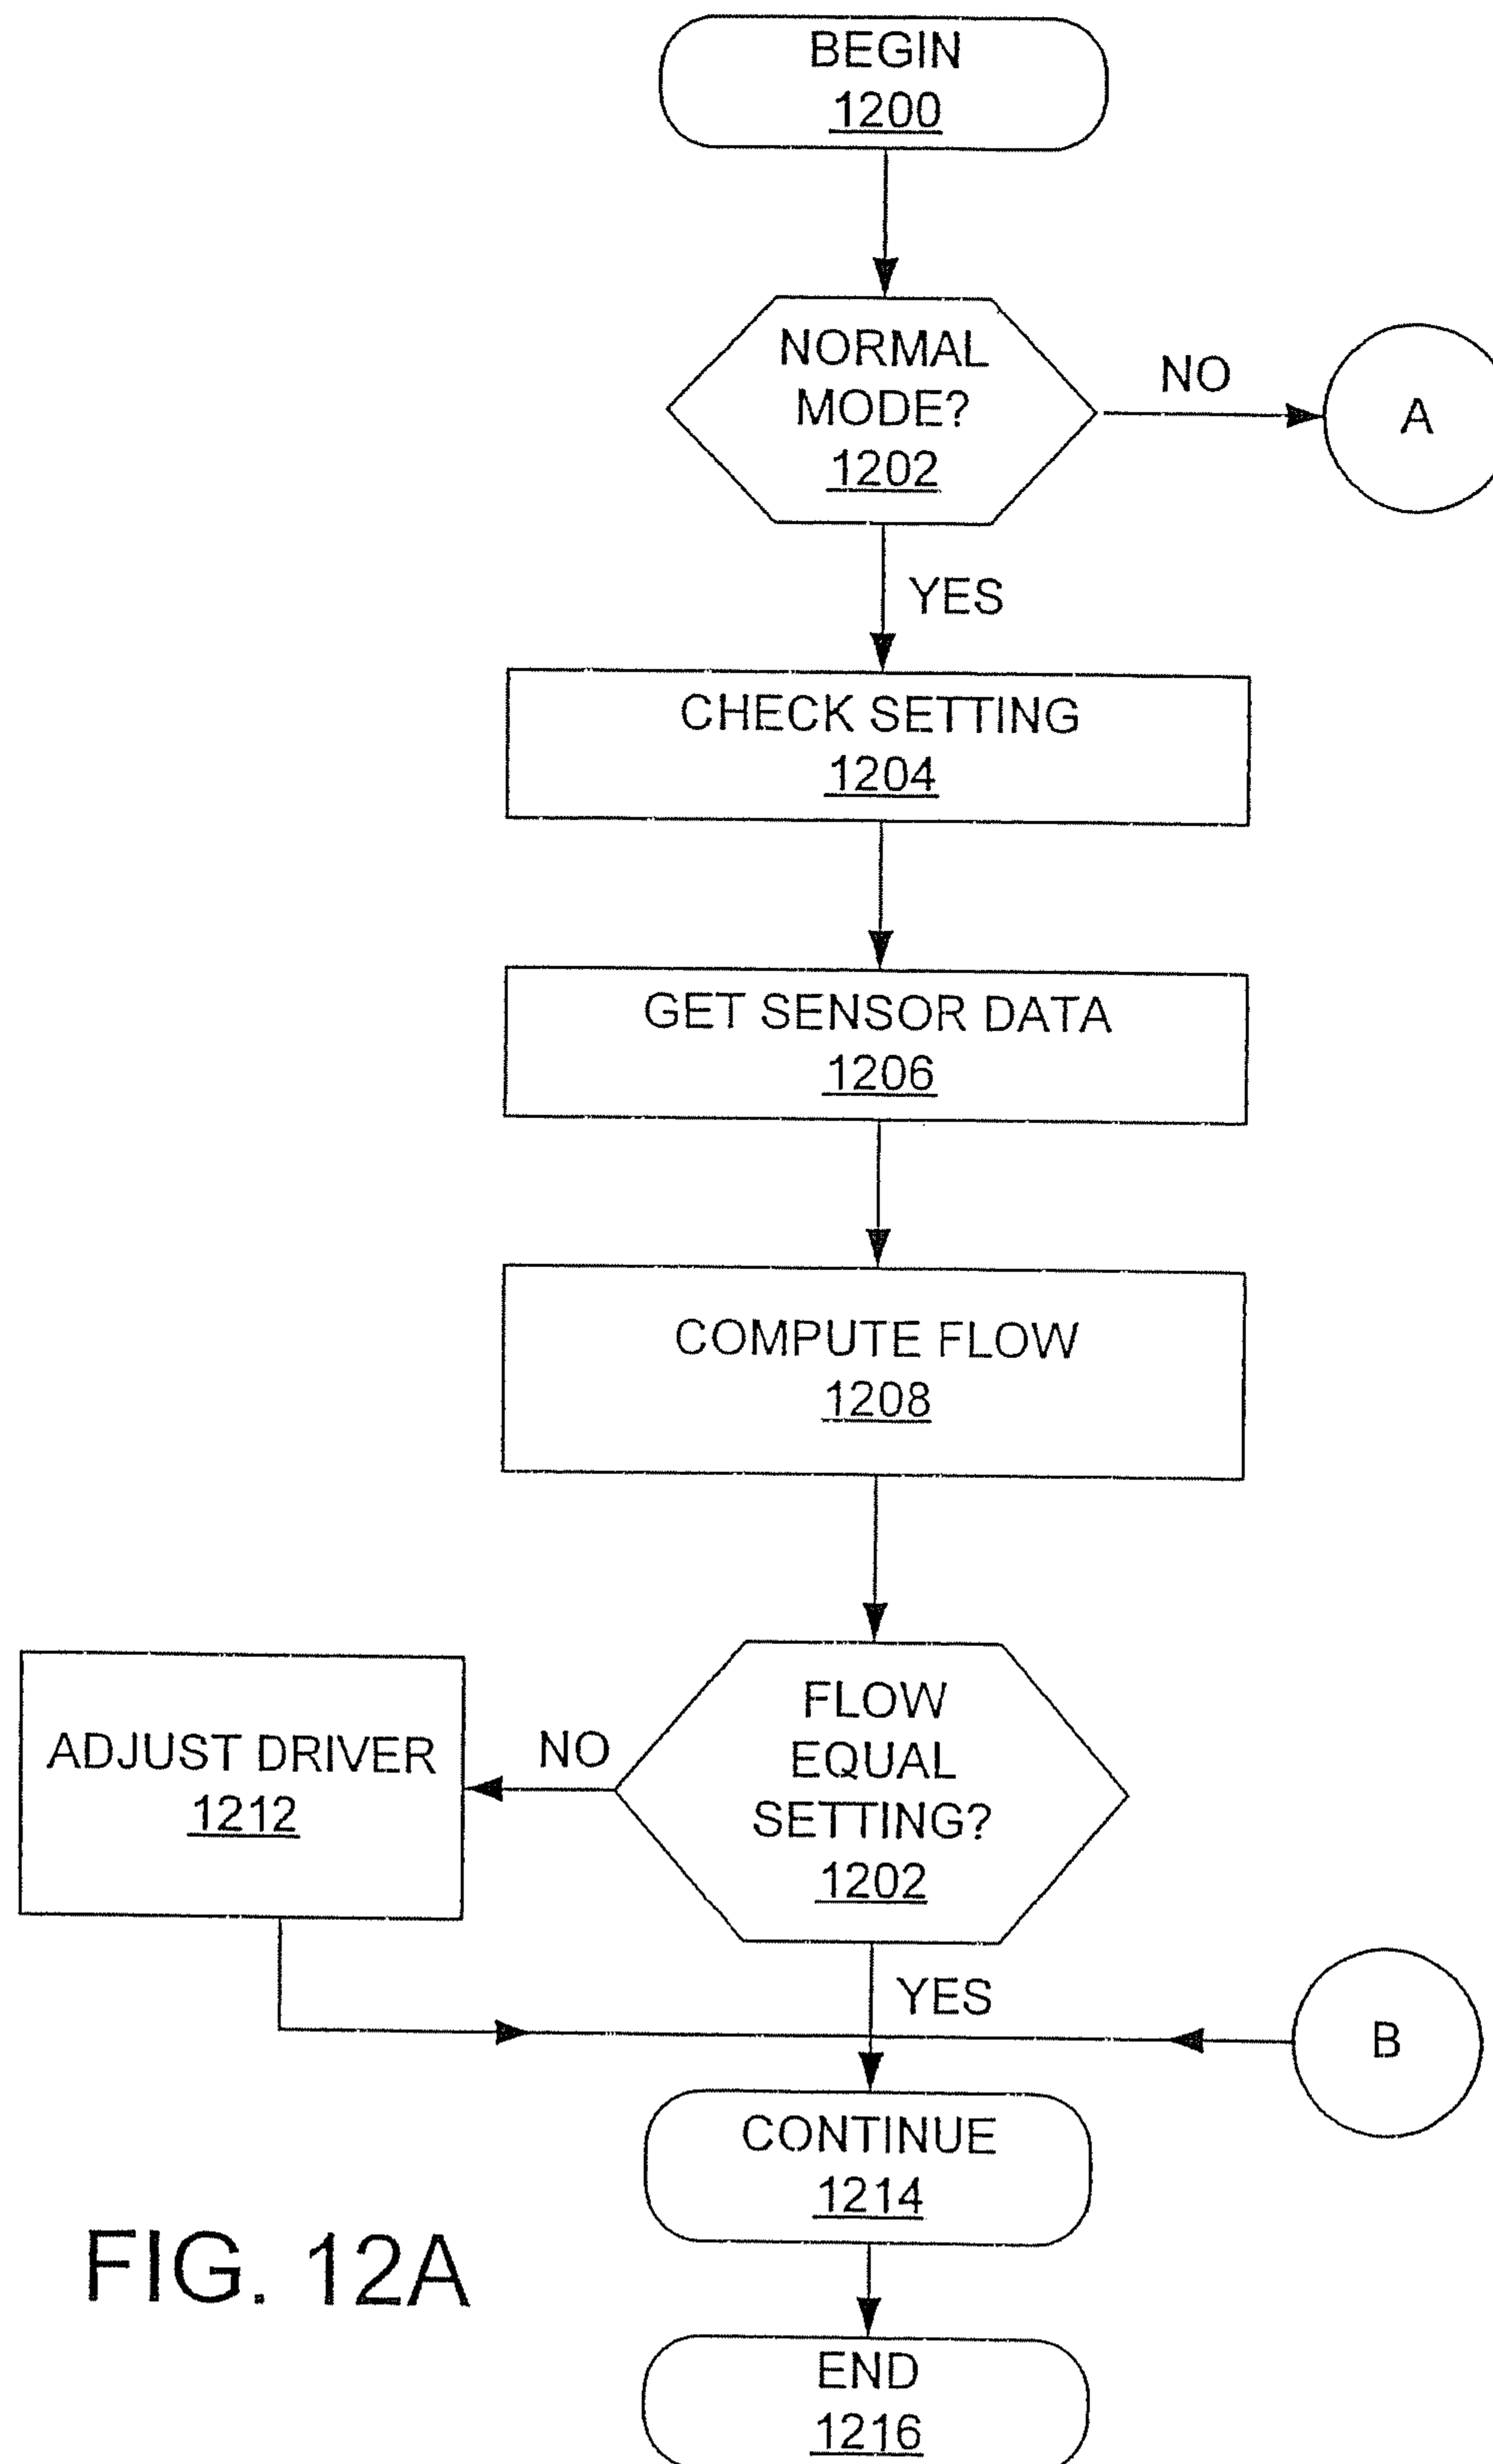 BEGIN
1200
NORMAL
MODE?
1202
NO
A
YES
CHECK SETTING
1204
GET SENSOR DATA
1206
COMPUTE FLOW
1208
FLOW
EQUAL
SETTING?
1202
NO
ADJUST DRIVER
1212
YES
B
CONTINUE
1214
END
1216
FIG. 12A